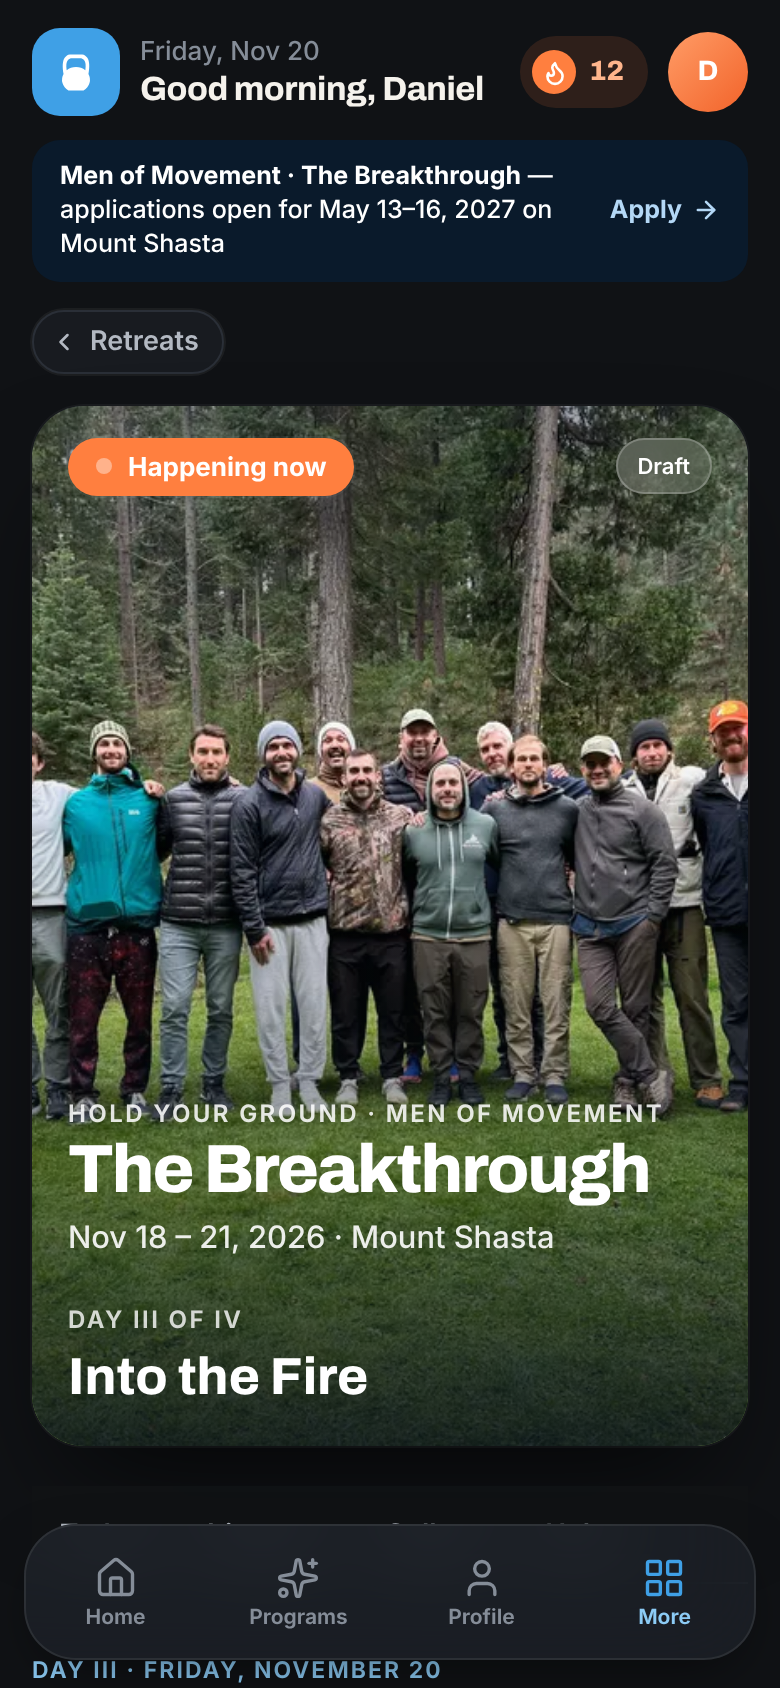 Friday, Nov 20
Good morning, Daniel
12
D
Men of Movement · The Breakthrough —
applications open for May 13–16, 2027 on
Mount Shasta
Apply →
Retreats
Happening now
Draft
HOLD YOUR GROUND · MEN OF MOVEMENT
The Breakthrough
Nov 18 – 21, 2026 · Mount Shasta
DAY III OF IV
Into the Fire
Home
Programs
Profile
More
DAY III · FRIDAY, NOVEMBER 20